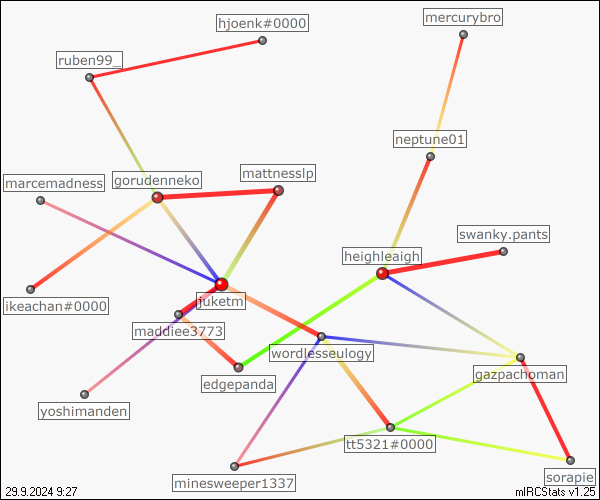 hjoenk#0000
mercurybro
ruben99_
neptune01
mattnesslp
marcemadness
gorudenneko
swanky.pants
heighleaigh
ikeachan#0000
juketm
maddiee3773
wordlesseulogy
gazpachoman
edgepanda
yoshimanden
tt5321#0000
sorapie
minesweeper1337
29.9.2024 9:27
mIRCStats v1.25